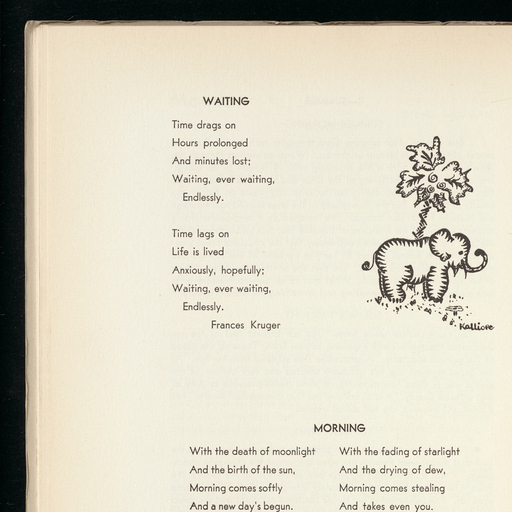 WAITING
Time drags on
Hours prolonged
And minutes lost;
Waiting, ever waiting,
Endlessly.
Time lags on
Life is lived
Anxiously, hopefully;
Waiting, ever waiting,
Endlessly.
Frances Kruger
Kalliope
MORNING
With the death of moonlight
And the birth of the sun,
Morning comes softly
And a new day's begun.
With the fading of starlight
And the drying of dew,
Morning comes stealing
And takes even you.